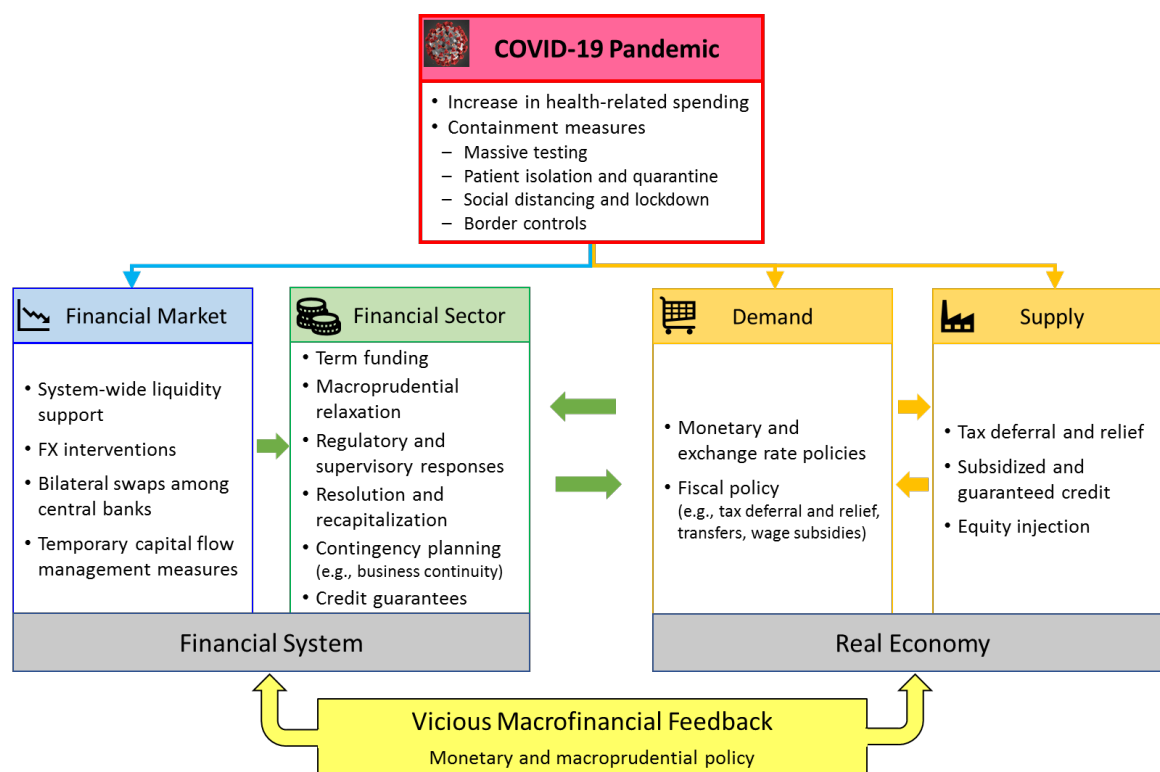 COVID-19 Pandemic
• Increase in health-related spending
• Containment measures
– Massive testing
– Patient isolation and quarantine
– Social distancing and lockdown
– Border controls
Financial Market
• System-wide liquidity
support
• FX interventions
• Bilateral swaps among
central banks
• Temporary capital flow
management measures
Financial Sector
• Term funding
• Macroprudential
relaxation
• Regulatory and
supervisory responses
• Resolution and
recapitalization
• Contingency planning
(e.g., business continuity)
• Credit guarantees
Financial System
Demand
• Monetary and
exchange rate policies
• Fiscal policy
(e.g., tax deferral and relief,
transfers, wage subsidies)
Supply
• Tax deferral and relief
• Subsidized and
guaranteed credit
• Equity injection
Real Economy
Vicious Macrofinancial Feedback
Monetary and macroprudential policy